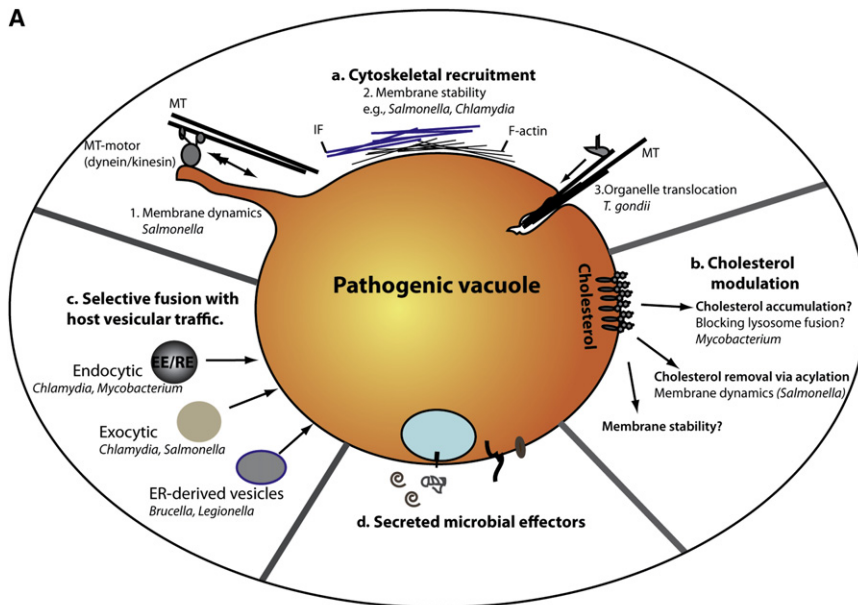 A
a. Cytoskeletal recruitment
2. Membrane stability
e.g., Salmonella, Chlamydia
MT
IF
F-actin
MT-motor
(dynein/kinesin)
MT
1. Membrane dynamics
Salmonella
3.Organelle translocation
T. gondii
Pathogenic vacuole
Cholesterol
b. Cholesterol
modulation
Cholesterol accumulation?
Blocking lysosome fusion?
Mycobacterium
Cholesterol removal via acylation
Membrane dynamics (Salmonella)
Membrane stability?
c. Selective fusion with
host vesicular traffic.
EE/RE
Endocytic
Chlamydia, Mycobacterium
Exocytic
Chlamydia, Salmonella
ER-derived vesicles
Brucella, Legionella
d. Secreted microbial effectors